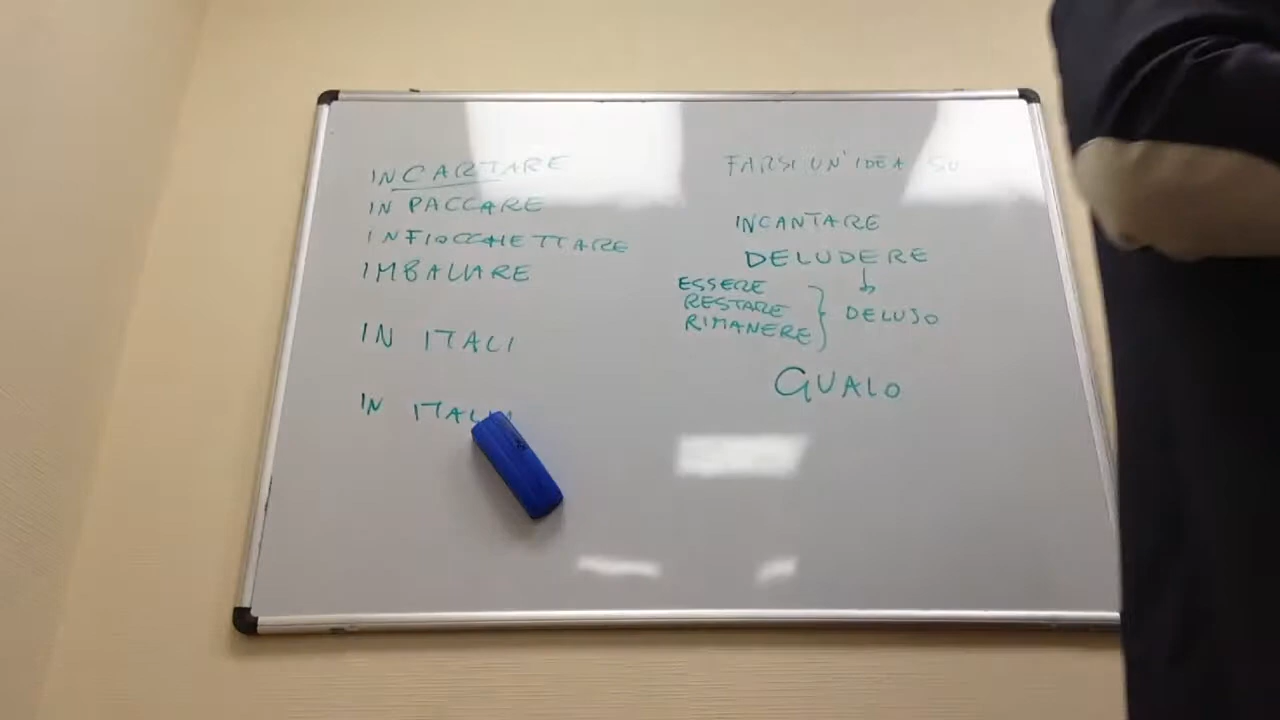 INCARTARE
IN PACCARE
INFIOCCHETTARE
IMBALLARE
IN ITALI
IN ITALI
FARSI UN'IDEA SU
INCANTARE
DELUDERE
ESSERE
RESTARE
RIMANERE
DELUSO
GUALO